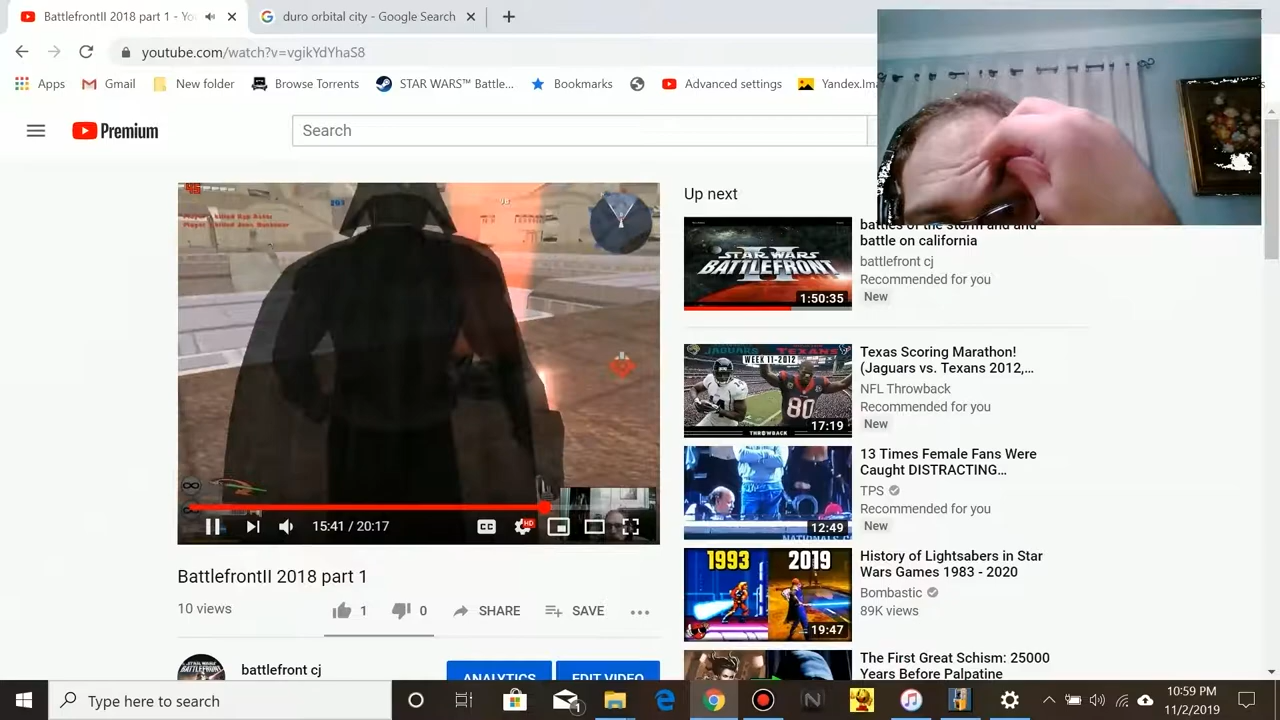 BattlefrontII 2018 part 1 - Yo
duro orbital city - Google Search
youtube.com/watch?v=vgikYdYhaS8
Apps
Gmail
New folder
Browse Torrents
STAR WARS™ Battle...
Bookmarks
Advanced settings
Yandex.Im
Premium
Search
Up next
battles of the storm and and
battle on california
battlefront cj
Recommended for you
New
STAR WARS
BATTLEFRONT
II
1:50:35
JAGUARS TEXANS
WEEK 11-2012
80
THROWBACK
17:19
Texas Scoring Marathon!
(Jaguars vs. Texans 2012,...
NFL Throwback
Recommended for you
New
NATIONALS
12:49
13 Times Female Fans Were
Caught DISTRACTING...
TPS
Recommended for you
New
1993 2019
19:47
History of Lightsabers in Star
Wars Games 1983 - 2020
Bombastic
89K views
The First Great Schism: 25000
Years Before Palpatine
15:41 / 20:17
CC
HD
BattlefrontII 2018 part 1
10 views
1
0
SHARE
SAVE
battlefront cj
ANALYTICS
EDIT VIDEO
Type here to search
1
10:59 PM
11/2/2019